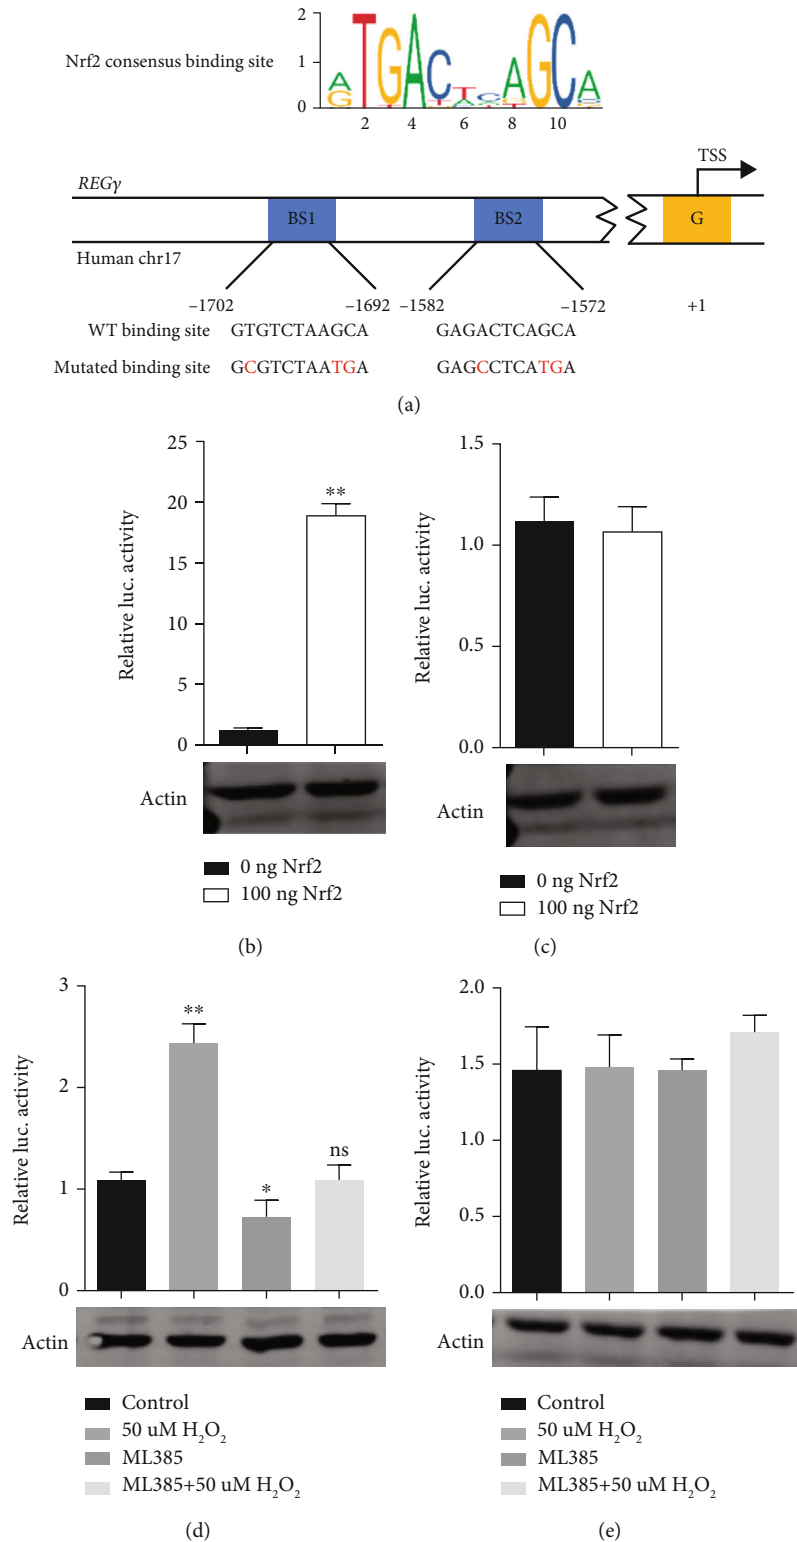 2
Nrf2 consensus binding site
1
0
A G T G A C T A G C A
2 4 6 8 10
TSS
REGγ
BS1 BS2 G
Human chr17
–1702 –1692 –1582 –1572 +1
WT binding site GTGTCTAAGCA GAGACTCAGCA
Mutated binding site GCGTCTAATGA GAGCCTCATGA
(a)
25
20
15
10
5
0
Relative luc. activity
**
Actin
0 ng Nrf2
100 ng Nrf2
(b)
1.5
1.0
0.5
0.0
Relative luc. activity
Actin
0 ng Nrf2
100 ng Nrf2
(c)
3
2
1
0
Relative luc. activity
**
*
ns
Actin
Control
50 uM H₂O₂
ML385
ML385+50 uM H₂O₂
(d)
2.0
1.5
1.0
0.5
0.0
Relative luc. activity
Actin
Control
50 uM H₂O₂
ML385
ML385+50 uM H₂O₂
(e)